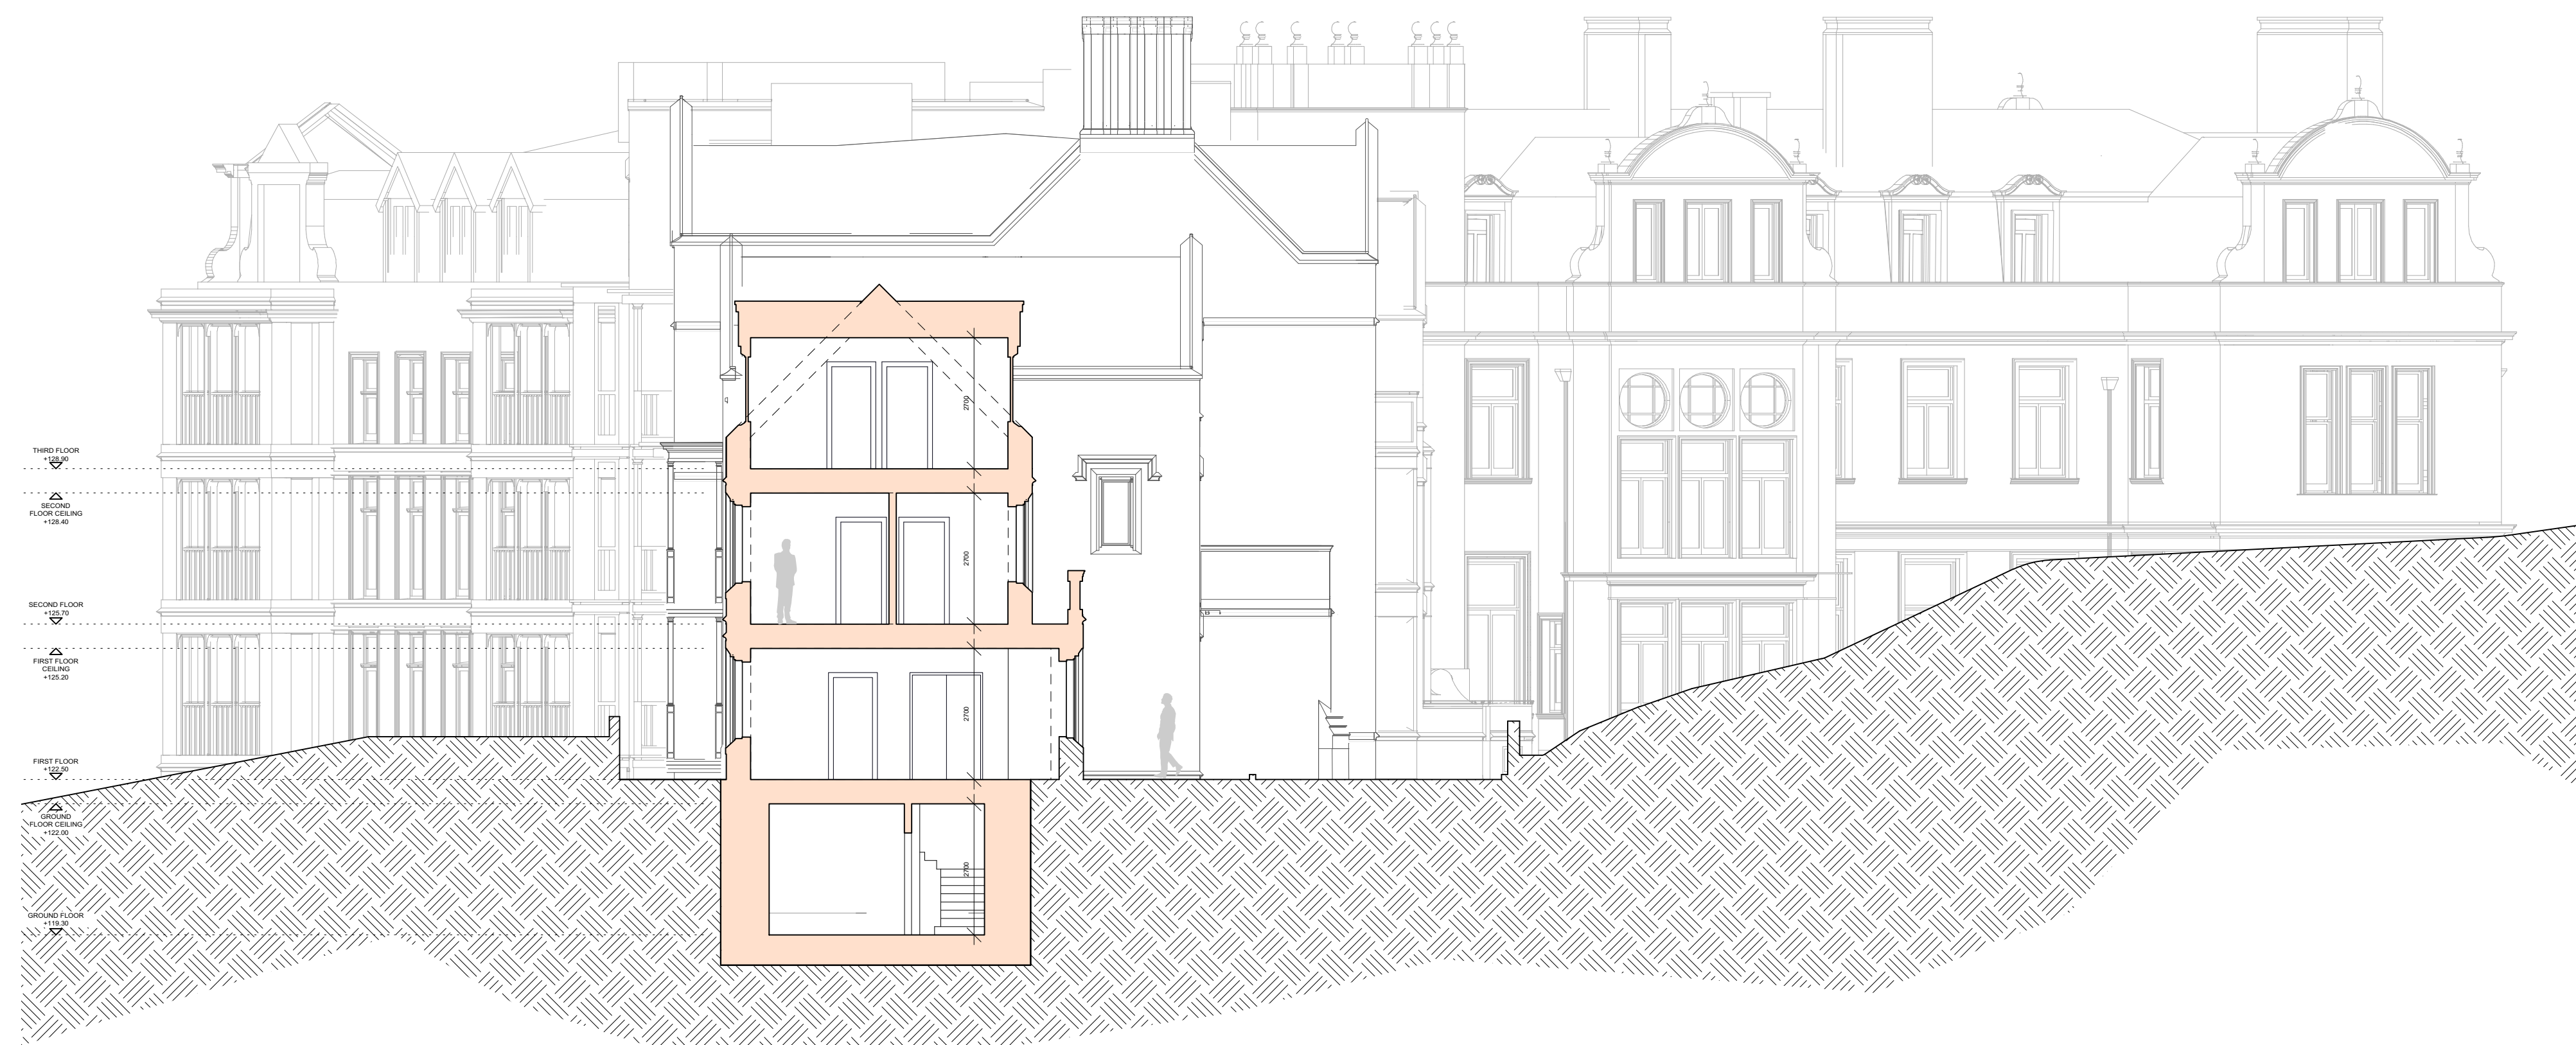 THIRD FLOOR
+128.90
SECOND
FLOOR CEILING
+128.40
SECOND FLOOR
+125.70
FIRST FLOOR
CEILING
+125.20
FIRST FLOOR
+122.50
GROUND
FLOOR CEILING
+122.00
GROUND FLOOR
+119.30
2700
2700
2700
2700